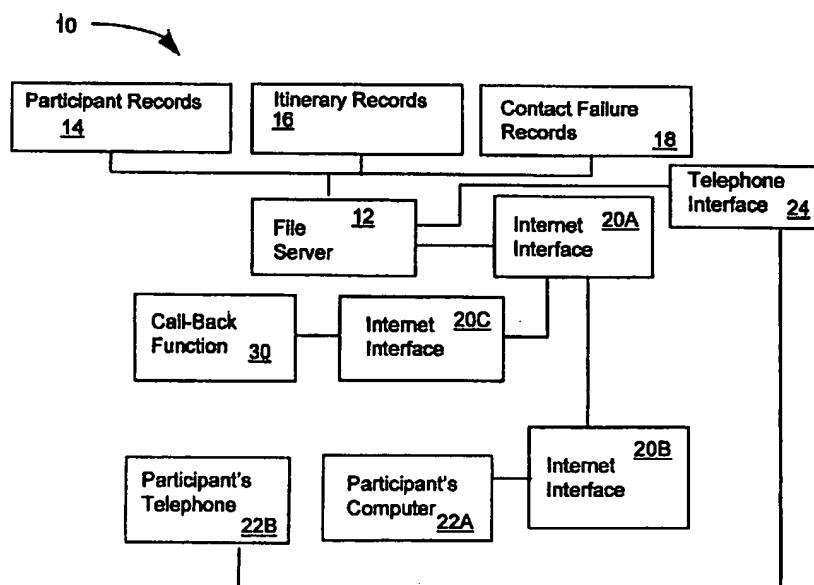 10
Participant Records
14
Itinerary Records
16
Contact Failure
Records
18
Telephone
Interface
24
12
File
Server
20A
Internet
Interface
Call-Back
Function
30
20C
Internet
Interface
20B
Internet
Interface
Participant's
Telephone
22B
Participant's
Computer
22A